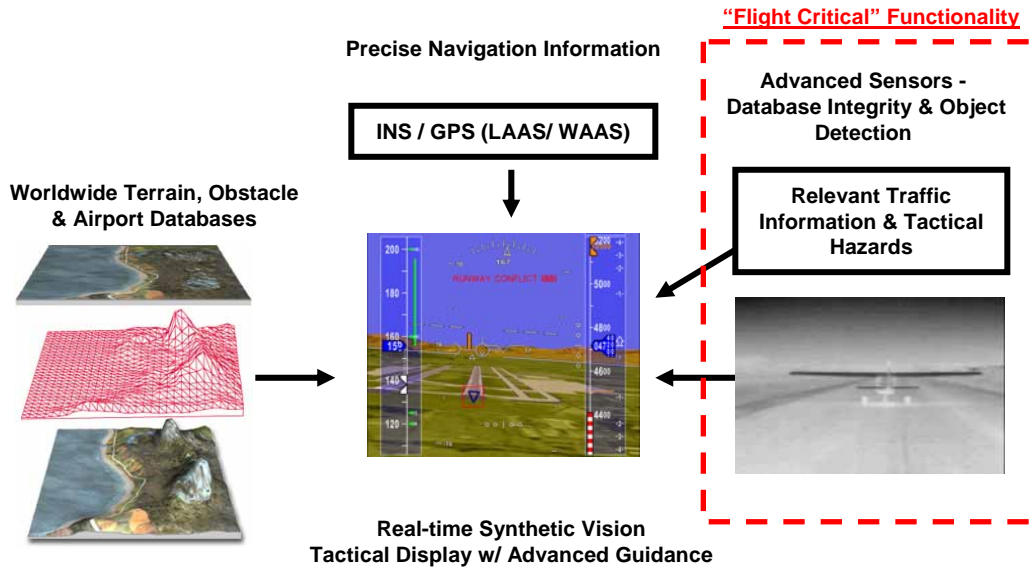 “Flight Critical” Functionality
Precise Navigation Information
Advanced Sensors -
Database Integrity & Object
Detection
INS / GPS (LAAS/ WAAS)
Worldwide Terrain, Obstacle
& Airport Databases
Relevant Traffic
Information & Tactical
Hazards
200
167
RUNWAY CONFLICT
180
5000
160
4800
159
4600
140
4400
120
Real-time Synthetic Vision
Tactical Display w/ Advanced Guidance